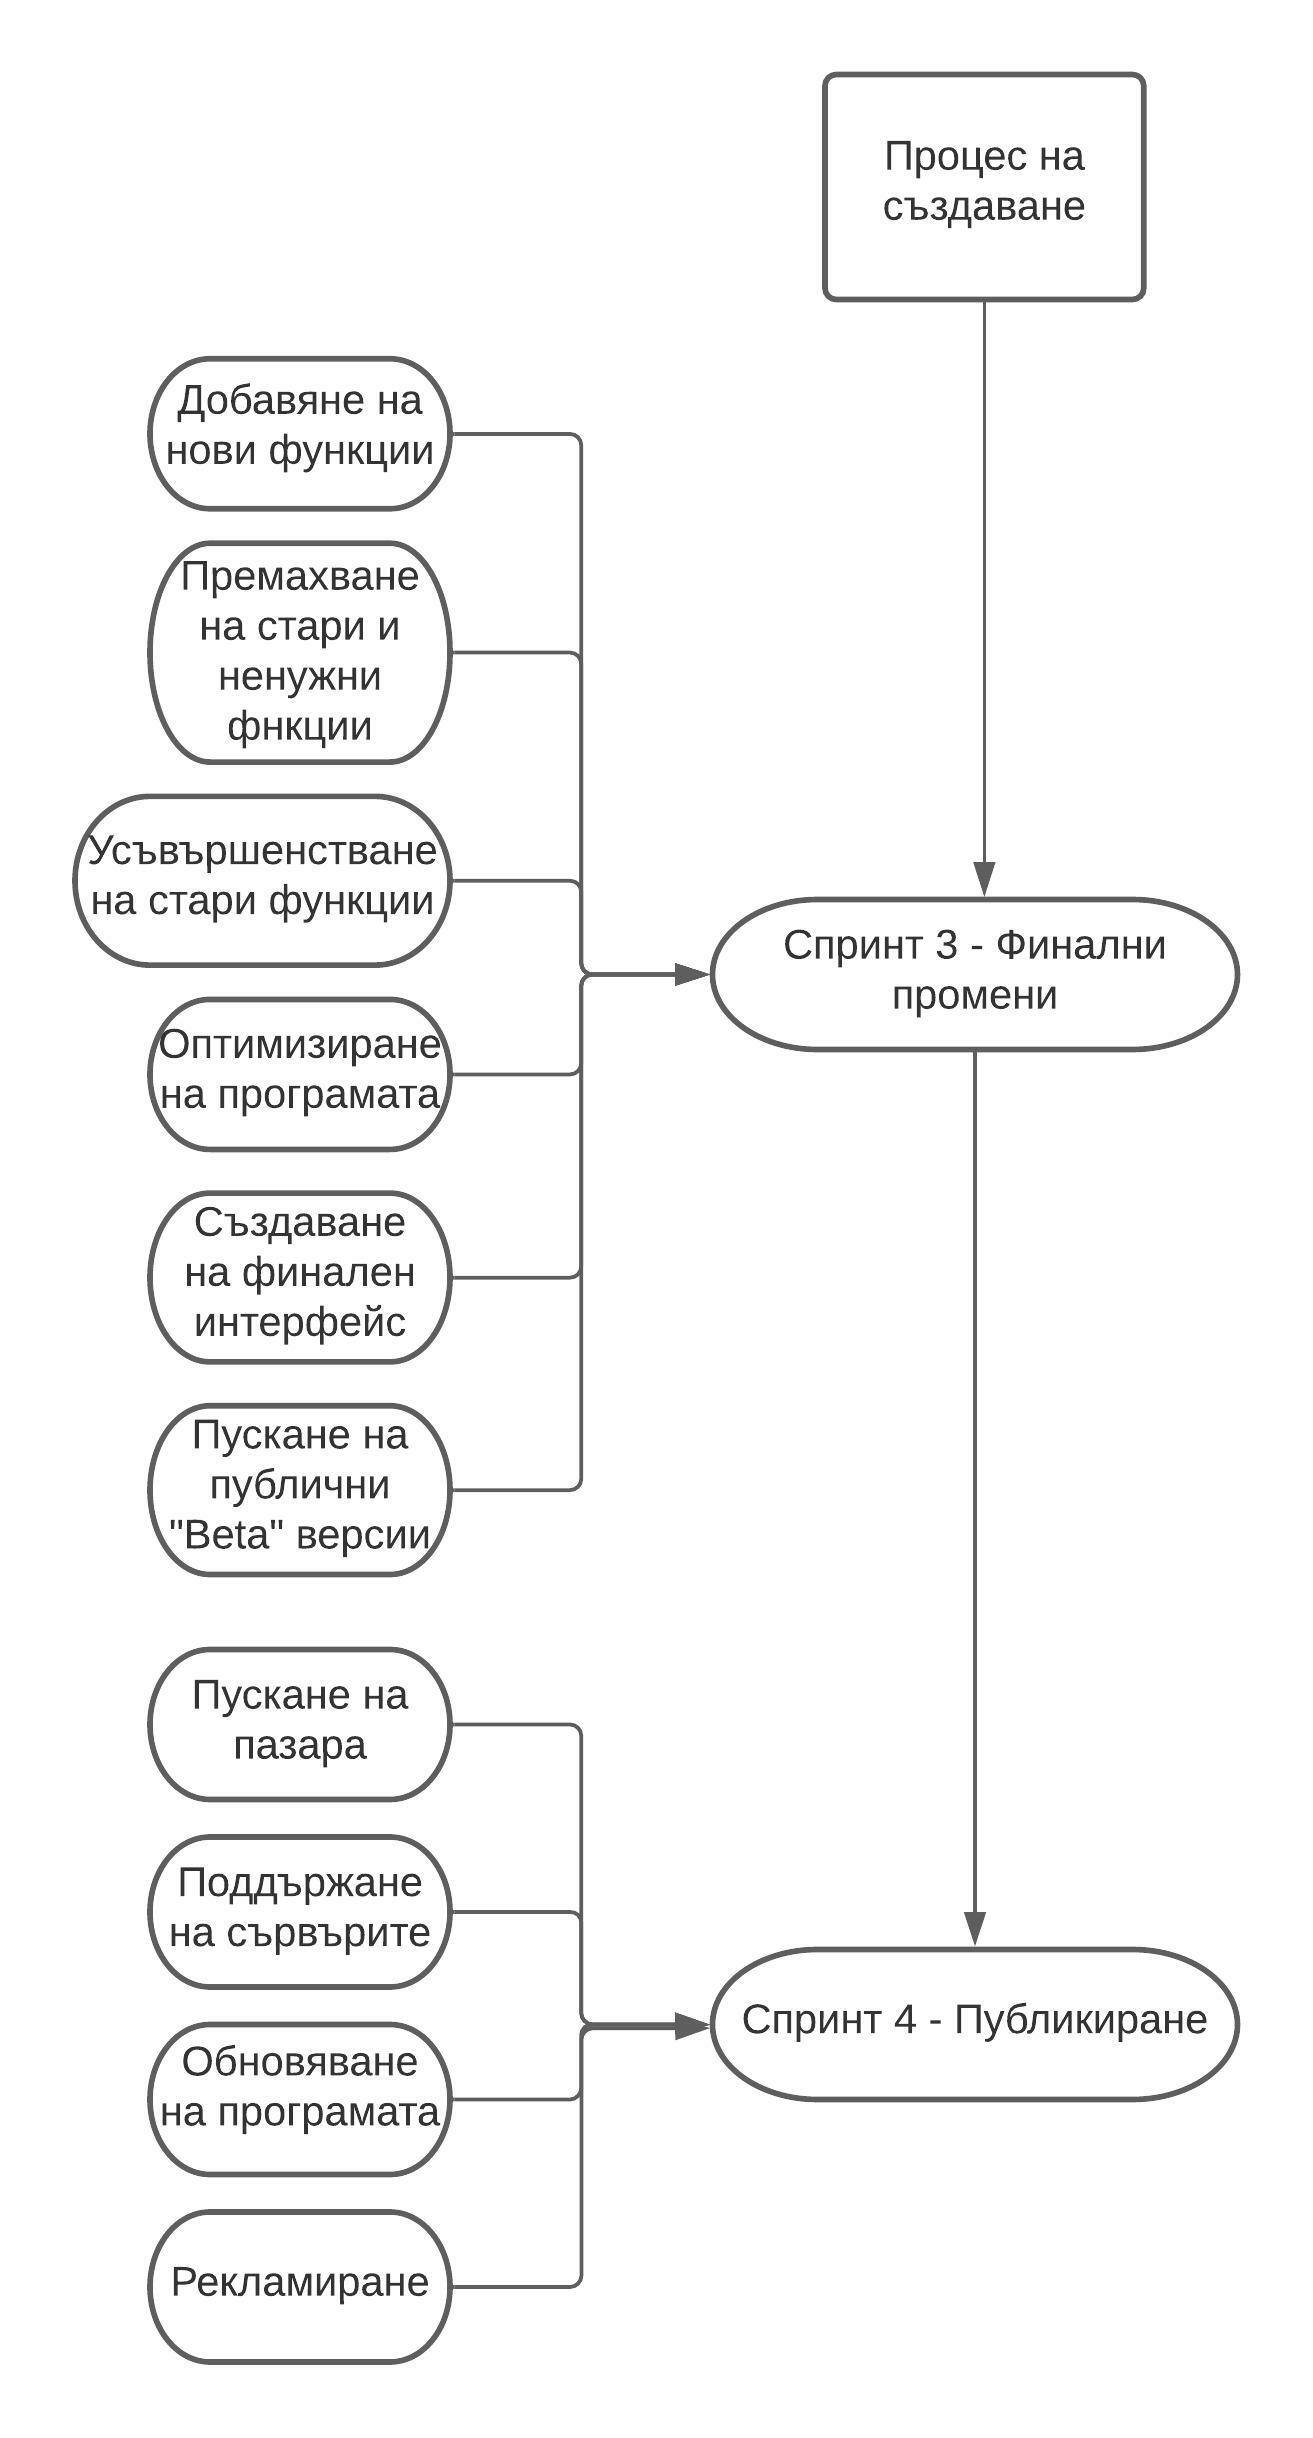 Процес на
създаване
Добавяне на
нови функции
Премахване
на стари и
ненужни
фнкции
Усъвършенстване
на стари функции
Спринт 3 - Финални
промени
Оптимизиране
на програмата
Създаване
на финален
интерфейс
Пускане на
публични
"Beta" версии
Пускане на
пазара
Поддържане
на сървърите
Спринт 4 - Публикиране
Обновяване
на програмата
Рекламиране